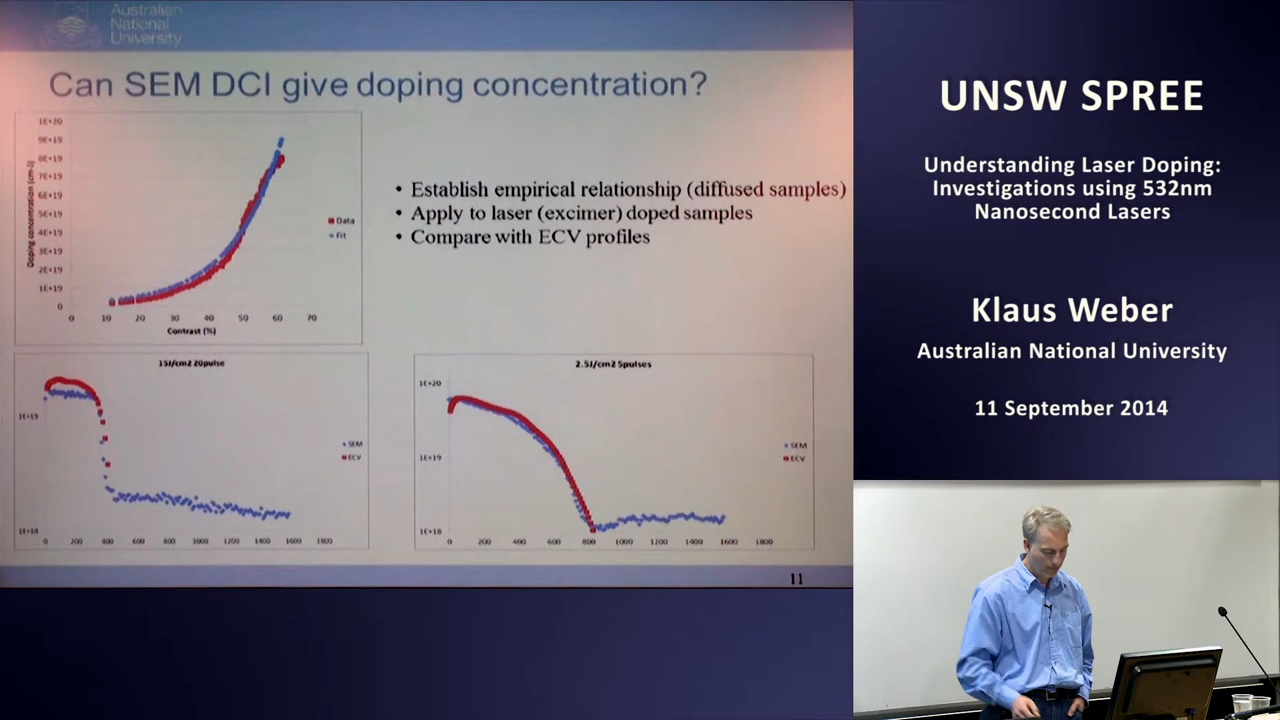 Australian
National
University
Can SEM DCI give doping concentration?
1E+20
9E+19
8E+19
7E+19
6E+19
5E+19
4E+19
3E+19
2E+19
1E+19
0
Doping concentration (cm-3)
0 10 20 30 40 50 60 70
Contrast (%)
Data
Fit
• Establish empirical relationship (diffused samples)
• Apply to laser (excimer) doped samples
• Compare with ECV profiles
15J/cm2 20pulse
1E+19
1E+18
0 200 400 600 800 1000 1200 1400 1600 1800
SEM
ECV
2.5J/cm2 5pulses
1E+20
1E+19
1E+18
0 200 400 600 800 1000 1200 1400 1600 1800
SEM
ECV
11
UNSW SPREE
Understanding Laser Doping:
Investigations using 532nm
Nanosecond Lasers
Klaus Weber
Australian National University
11 September 2014